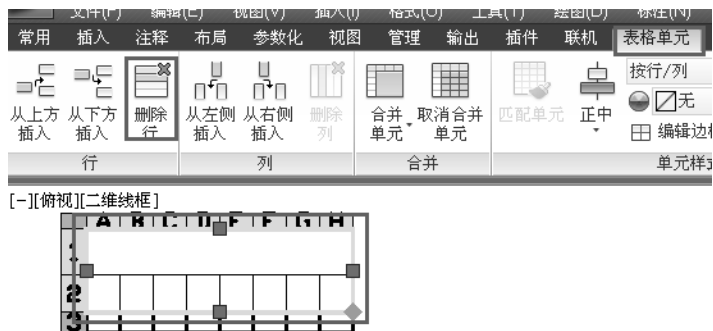 文件(F) 编辑(E) 视图(V) 插入(I) 格式(O) 工具(T) 绘图(D) 标注(N)
常用 插入 注释 布局 参数化 视图 管理 输出 插件 联机 表格单元
按行/列
无
从上方插入 从下方插入 删除行 从左侧插入 从右侧插入 删除列 合并单元 取消合并单元 匹配单元 正中 编辑边
行 列 合并 单元样
[-][俯视][二维线框]
A B C D E F G H
1
2
3